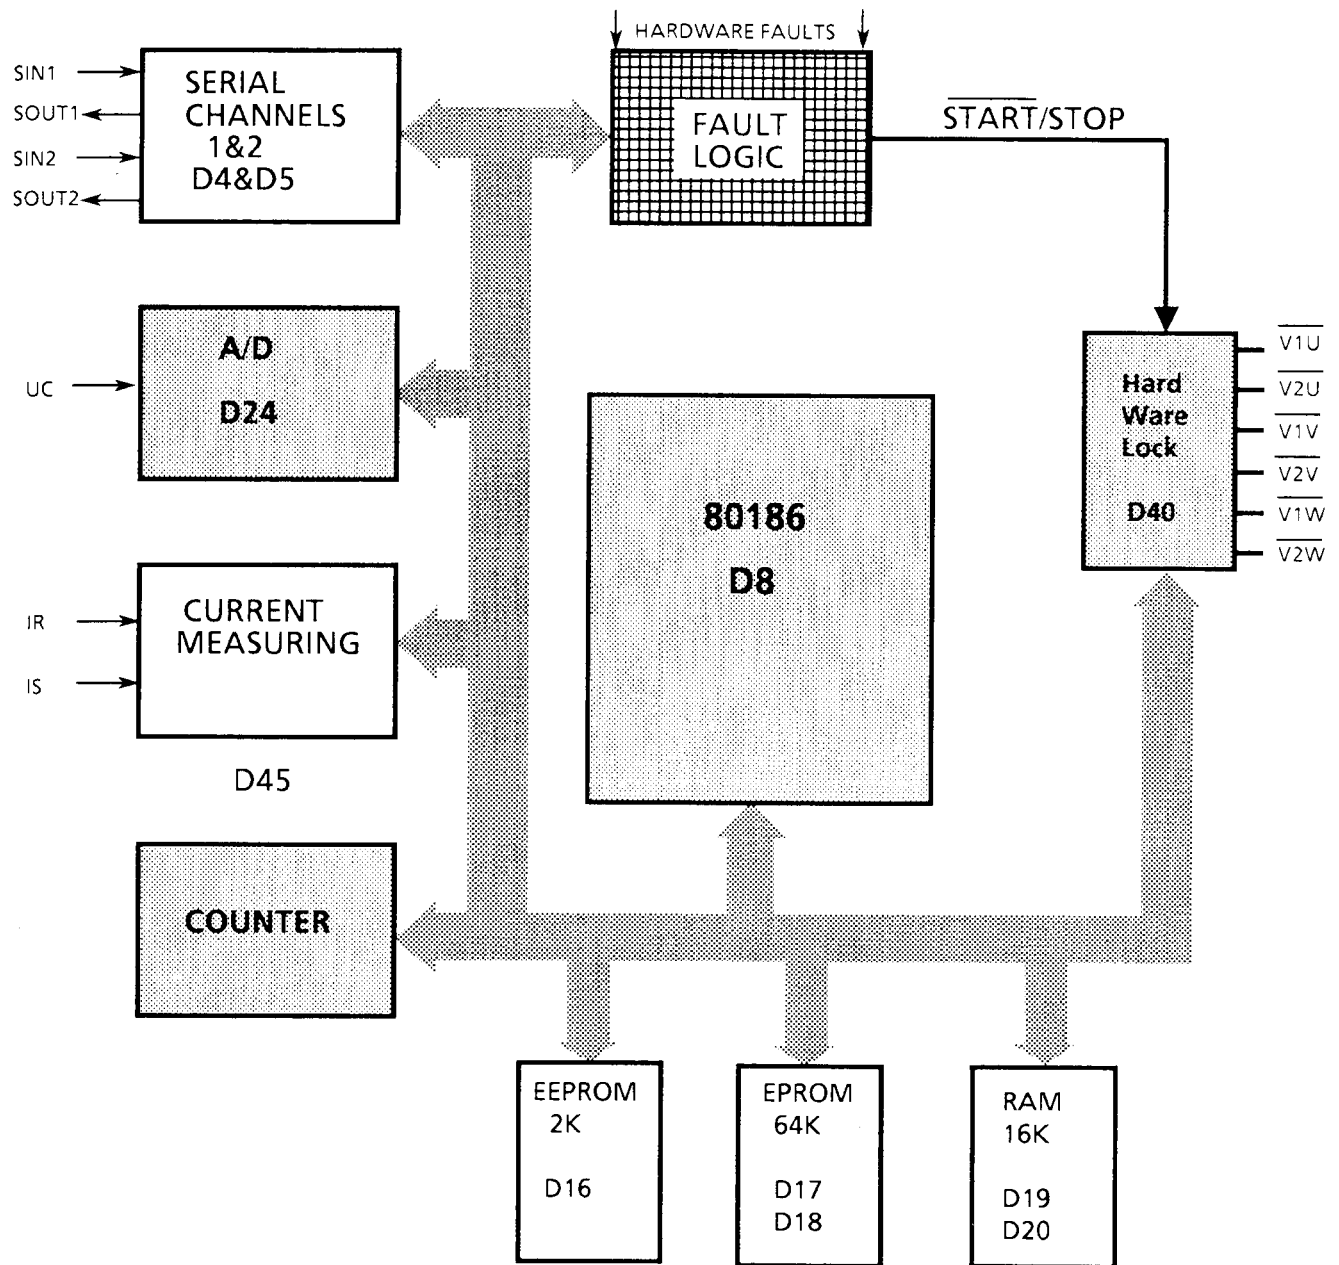 HARDWARE FAULTS
SIN1
SOUT1
SIN2
SOUT2
SERIAL
CHANNELS
1&2
D4&D5
FAULT
LOGIC
START/STOP
UC
A/D
D24
80186
D8
Hard
Ware
Lock
D40
V1U
V2U
V1V
V2V
V1W
V2W
IR
IS
CURRENT
MEASURING
D45
COUNTER
EEPROM
2K
D16
EPROM
64K
D17
D18
RAM
16K
D19
D20